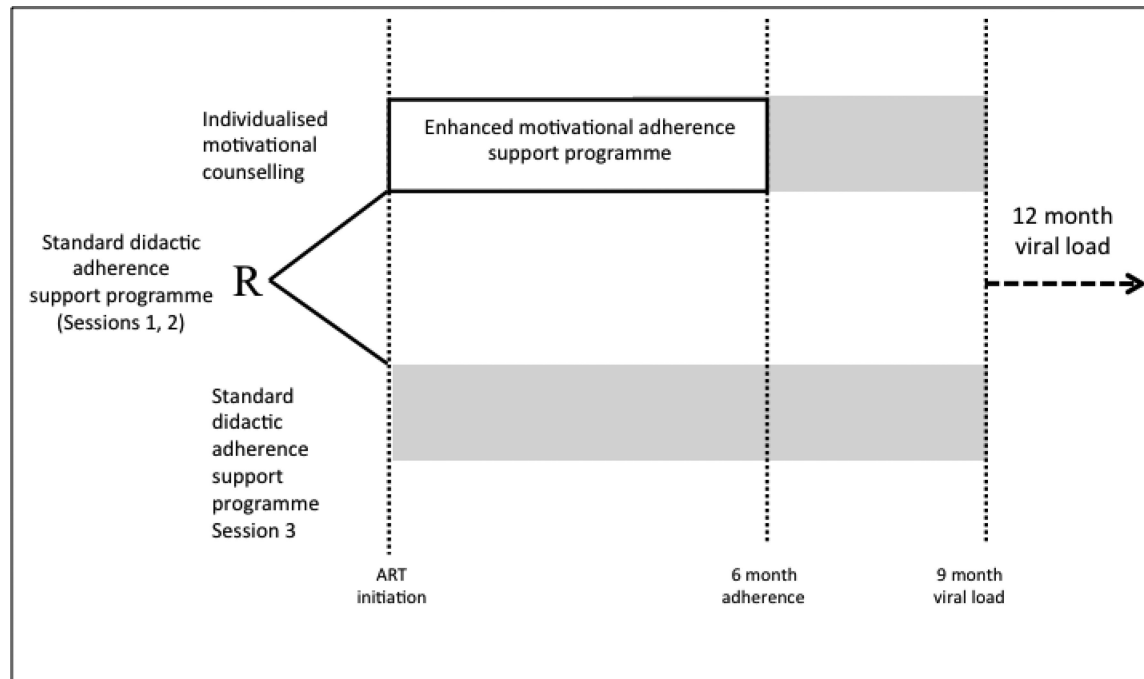 Individualised
motivational
counselling
Enhanced motivational adherence
support programme
12 month
viral load
Standard didactic
adherence
support programme
(Sessions 1, 2)
R
Standard
didactic
adherence
support
programme
Session 3
ART
initiation
6 month
adherence
9 month
viral load